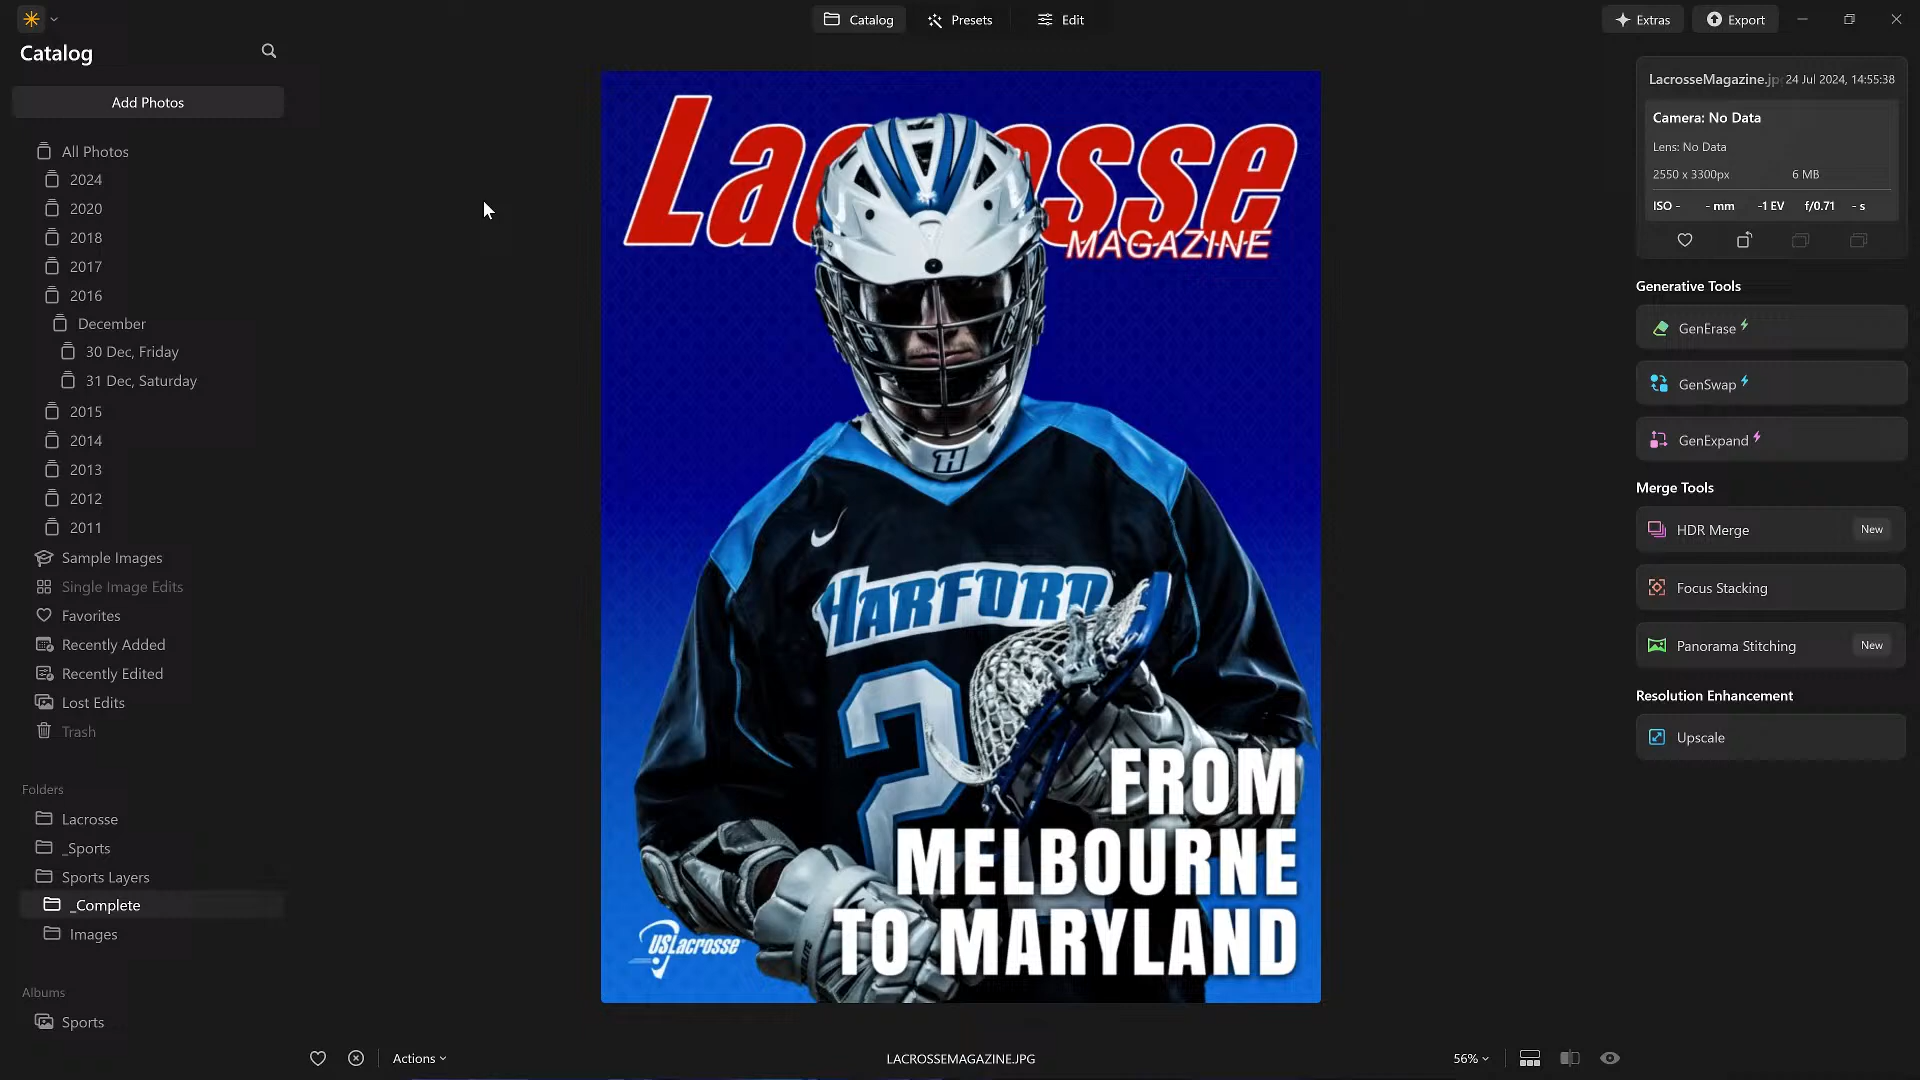 Catalog
Presets
Edit
Extras
Export
Catalog
Add Photos
All Photos
2024
2020
2018
2017
2016
December
30 Dec, Friday
31 Dec, Saturday
2015
2014
2013
2012
2011
Sample Images
Single Image Edits
Favorites
Recently Added
Recently Edited
Lost Edits
Trash
Folders
Lacrosse
_Sports
Sports Layers
_Complete
Images
Albums
Sports
Lacrosse
MAGAZINE
H
HARFORD
2
FROM
MELBOURNE
TO MARYLAND
USLacrosse
Actions
LACROSSEMAGAZINE.JPG
56%
LacrosseMagazine.jpg 24 Jul 2024, 14:55:38
Camera: No Data
Lens: No Data
2550 x 3300px 6 MB
ISO - - mm -1 EV f/0.71 - s
Generative Tools
GenErase
GenSwap
GenExpand
Merge Tools
HDR Merge New
Focus Stacking
Panorama Stitching New
Resolution Enhancement
Upscale